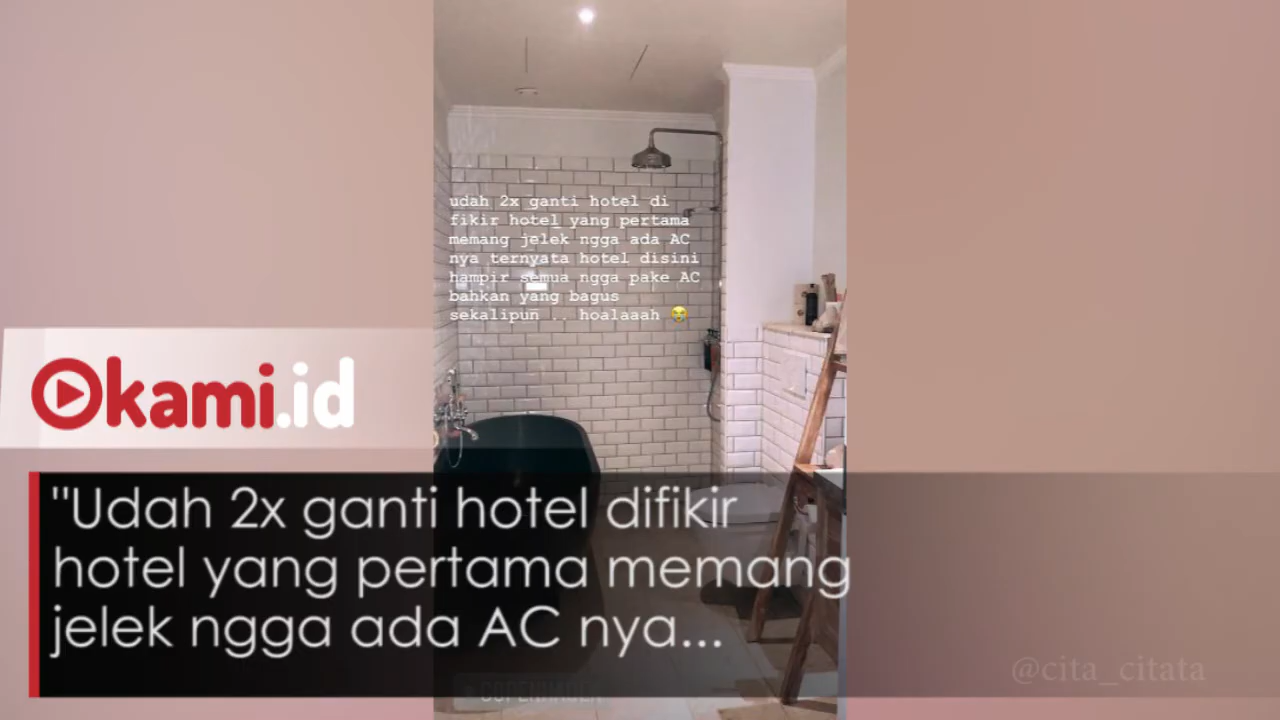 udah 2x ganti hotel di
fikir hotel yang pertama
memang jelek ngga ada AC
nya ternyata hotel disini
hampir semua ngga pake AC
bahkan yang bagus
sekalipun .. hoalaaah 😭
Okami.id
"Udah 2x ganti hotel difikir
hotel yang pertama memang
jelek ngga ada AC nya...
@cita_citata
COPENHAGEN